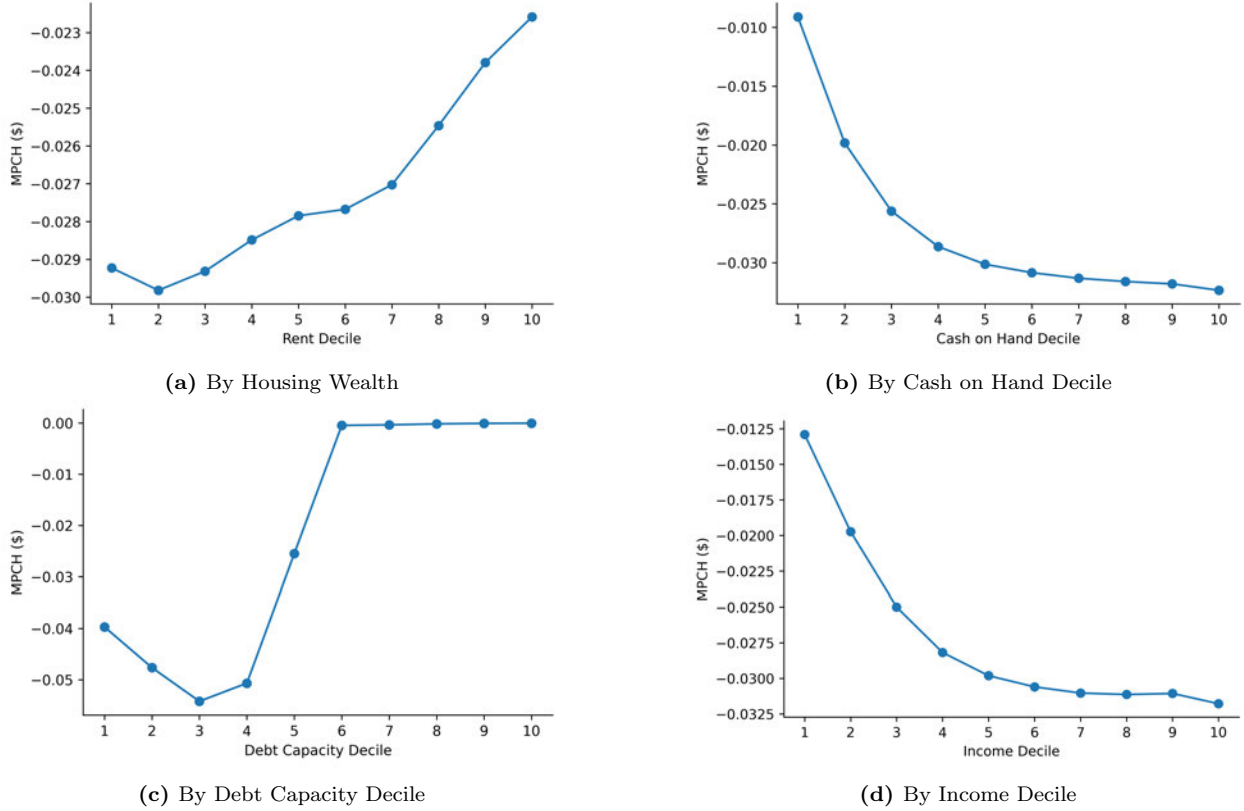 MPCH ($)
−0.023
−0.024
−0.025
−0.026
−0.027
−0.028
−0.029
−0.030
1 2 3 4 5 6 7 8 9 10
Rent Decile
(a) By Housing Wealth
MPCH ($)
−0.010
−0.015
−0.020
−0.025
−0.030
1 2 3 4 5 6 7 8 9 10
Cash on Hand Decile
(b) By Cash on Hand Decile
MPCH ($)
0.00
−0.01
−0.02
−0.03
−0.04
−0.05
1 2 3 4 5 6 7 8 9 10
Debt Capacity Decile
(c) By Debt Capacity Decile
MPCH ($)
−0.0125
−0.0150
−0.0175
−0.0200
−0.0225
−0.0250
−0.0275
−0.0300
−0.0325
1 2 3 4 5 6 7 8 9 10
Income Decile
(d) By Income Decile